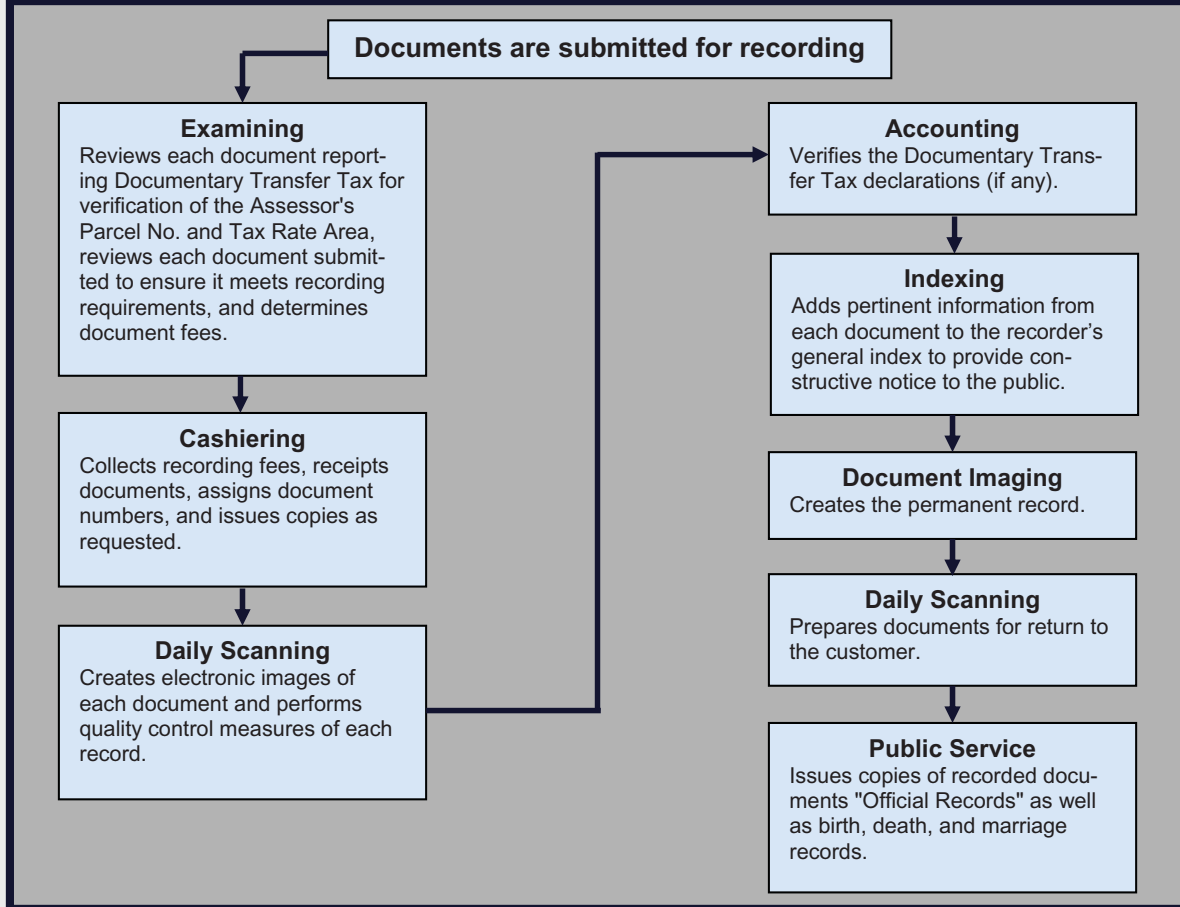 Documents are submitted for recording
Examining
Reviews each document report-
ing Documentary Transfer Tax for
verification of the Assessor's
Parcel No. and Tax Rate Area,
reviews each document submit-
ted to ensure it meets recording
requirements, and determines
document fees.
Cashiering
Collects recording fees, receipts
documents, assigns document
numbers, and issues copies as
requested.
Daily Scanning
Creates electronic images of
each document and performs
quality control measures of each
record.
Accounting
Verifies the Documentary Trans-
fer Tax declarations (if any).
Indexing
Adds pertinent information from
each document to the recorder’s
general index to provide con-
structive notice to the public.
Document Imaging
Creates the permanent record.
Daily Scanning
Prepares documents for return to
the customer.
Public Service
Issues copies of recorded docu-
ments "Official Records" as well
as birth, death, and marriage
records.